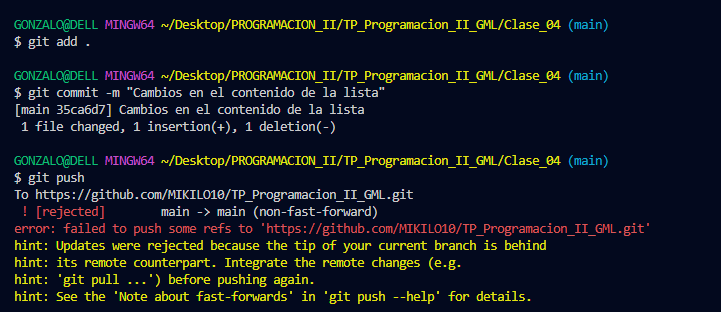 GONZALO@DELL MINGW64 ~/Desktop/PROGRAMACION_II/TP_Programacion_II_GML/Clase_04 (main)
$ git add .
GONZALO@DELL MINGW64 ~/Desktop/PROGRAMACION_II/TP_Programacion_II_GML/Clase_04 (main)
$ git commit -m "Cambios en el contenido de la lista"
[main 35ca6d7] Cambios en el contenido de la lista
 1 file changed, 1 insertion(+), 1 deletion(-)
GONZALO@DELL MINGW64 ~/Desktop/PROGRAMACION_II/TP_Programacion_II_GML/Clase_04 (main)
$ git push
To https://github.com/MIKILO10/TP_Programacion_II_GML.git
 ! [rejected]        main -> main (non-fast-forward)
error: failed to push some refs to 'https://github.com/MIKILO10/TP_Programacion_II_GML.git'
hint: Updates were rejected because the tip of your current branch is behind
hint: its remote counterpart. Integrate the remote changes (e.g.
hint: 'git pull ...') before pushing again.
hint: See the 'Note about fast-forwards' in 'git push --help' for details.